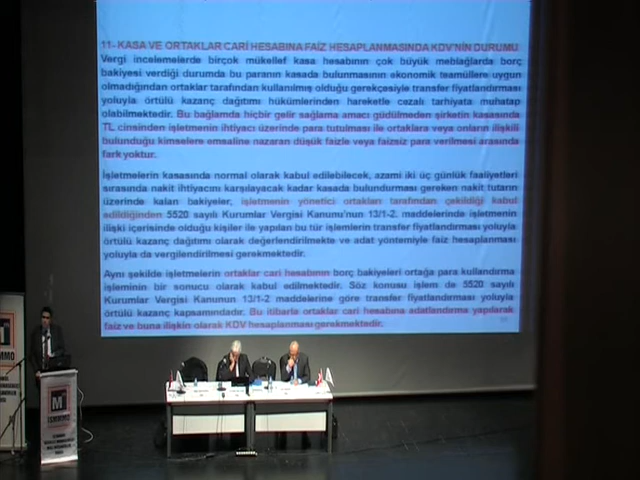 11- KASA VE ORTAKLAR CARİ HESABINA FAİZ HESAPLANMASINDA KDV'NİN DURUMU
Vergi incelemelerde birçok mükellef kasa hesabının çok büyük meblağlarda borç
bakiyesi verdiği durumda bu paranın kasada bulunmasının ekonomik teamüllere uygun
olmadığından ortaklar tarafından kullanılmış olduğu gerekçesiyle transfer fiyatlandırması
yoluyla örtülü kazanç dağıtımı hükümlerinden hareketle cezalı tarhiyata muhatap
olabilmektedir. Bu bağlamda hiçbir gelir sağlama amacı güdülmeden şirketin kasasında
TL cinsinden işletmenin ihtiyacı üzerinde para tutulması ile ortaklara veya onların ilişkili
bulunduğu kimselere emsaline nazaran düşük faizle veya faizsiz para verilmesi arasında
fark yoktur.
İşletmelerin kasasında normal olarak kabul edilebilecek, azami iki üç günlük faaliyetleri
sırasında nakit ihtiyacını karşılayacak kadar kasada bulundurması gereken nakit tutarın
üzerinde kalan bakiyeler, işletmenin yönetici ortakları tarafından çekildiği kabul
edildiğinden 5520 sayılı Kurumlar Vergisi Kanunu'nun 13/1-2. maddelerinde işletmenin
ilişki içerisinde olduğu kişiler ile yapılan bu tür işlemlerin transfer fiyatlandırması yoluyla
örtülü kazanç dağıtımı olarak değerlendirilmekte ve adat yöntemiyle faiz hesaplanması
yoluyla da vergilendirilmesi gerekmektedir.
Aynı şekilde işletmelerin ortaklar cari hesabının borç bakiyeleri ortağa para kullandırma
işleminin bir sonucu olarak kabul edilmektedir. Söz konusu işlem de 5520 sayılı
Kurumlar Vergisi Kanunun 13/1-2 maddelerine göre transfer fiyatlandırması yoluyla
örtülü kazanç kapsamındadır. Bu itibarla ortaklar cari hesabına adatlandırma yapılarak
faiz ve buna ilişkin olarak KDV hesaplanması gerekmektedir.